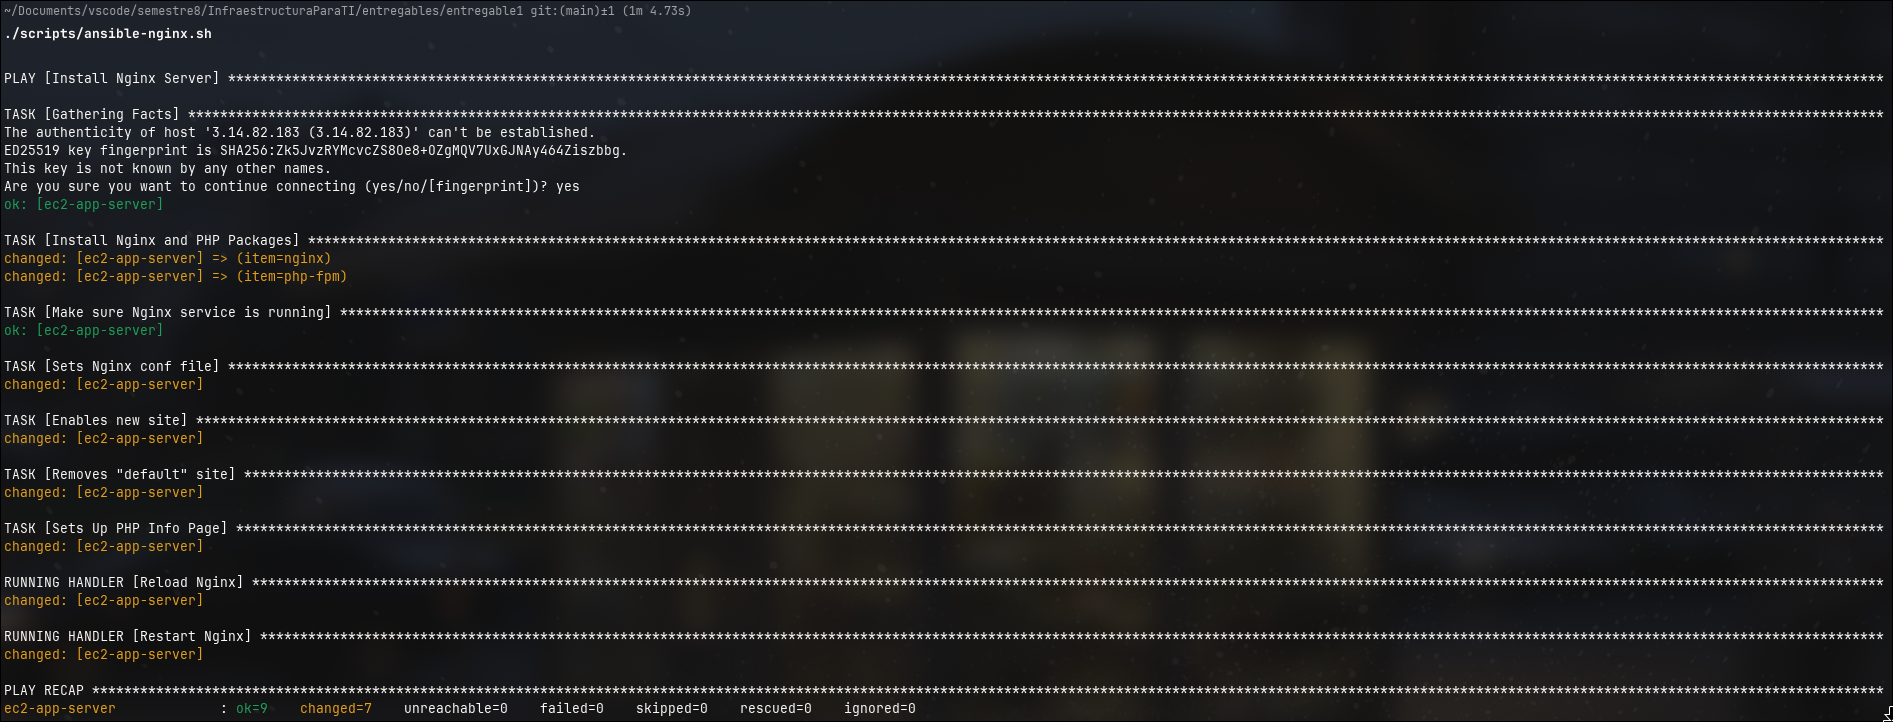 ~/Documents/vscode/semestre8/InfraestructuraParaTI/entregables/entregable1 git:(main)±1 (1m 4.73s)
./scripts/ansible-nginx.sh
PLAY [Install Nginx Server] ***************************************************************************************************************************************************************************************************************
TASK [Gathering Facts] ********************************************************************************************************************************************************************************************************************
The authenticity of host '3.14.82.183 (3.14.82.183)' can't be established.
ED25519 key fingerprint is SHA256:Zk5JvzRYMcvcZS8Oe8+OZgMQV7UxGJNAy464Ziszbbg.
This key is not known by any other names.
Are you sure you want to continue connecting (yes/no/[fingerprint])? yes
ok: [ec2-app-server]
TASK [Install Nginx and PHP Packages] *****************************************************************************************************************************************************************************************************
changed: [ec2-app-server] => (item=nginx)
changed: [ec2-app-server] => (item=php-fpm)
TASK [Make sure Nginx service is running] *************************************************************************************************************************************************************************************************
ok: [ec2-app-server]
TASK [Sets Nginx conf file] ***************************************************************************************************************************************************************************************************************
changed: [ec2-app-server]
TASK [Enables new site] *******************************************************************************************************************************************************************************************************************
changed: [ec2-app-server]
TASK [Removes "default" site] *************************************************************************************************************************************************************************************************************
changed: [ec2-app-server]
TASK [Sets Up PHP Info Page] **************************************************************************************************************************************************************************************************************
changed: [ec2-app-server]
RUNNING HANDLER [Reload Nginx] ************************************************************************************************************************************************************************************************************
changed: [ec2-app-server]
RUNNING HANDLER [Restart Nginx] ***********************************************************************************************************************************************************************************************************
changed: [ec2-app-server]
PLAY RECAP ********************************************************************************************************************************************************************************************************************************
ec2-app-server             : ok=9    changed=7    unreachable=0    failed=0    skipped=0    rescued=0    ignored=0